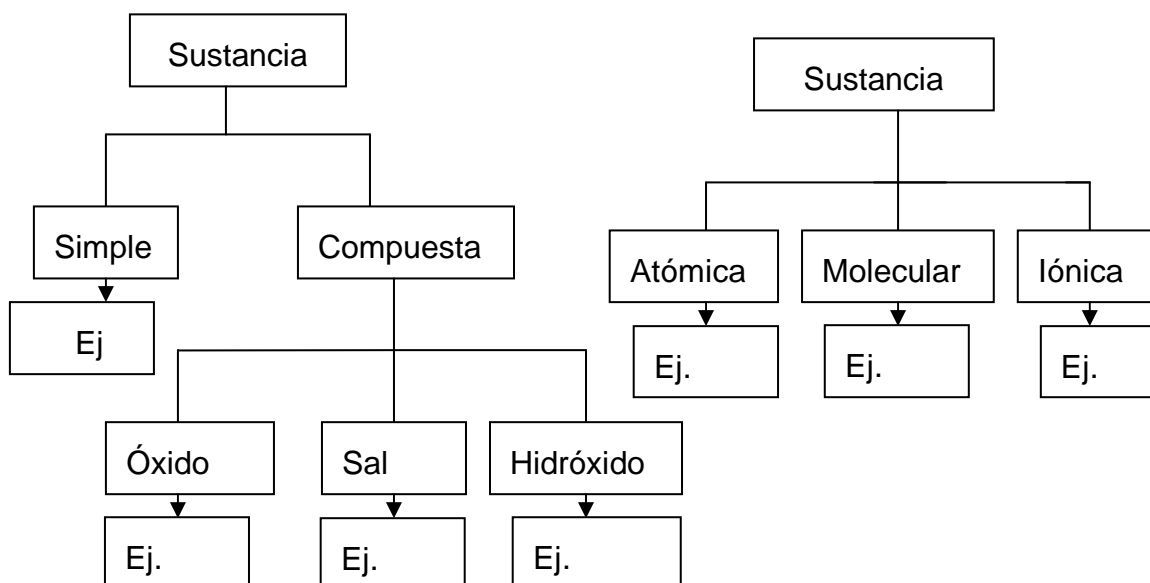 Sustancia
Simple
Compuesta
Ej
Óxido
Sal
Hidróxido
Ej.
Ej.
Ej.
Sustancia
Atómica
Molecular
Iónica
Ej.
Ej.
Ej.